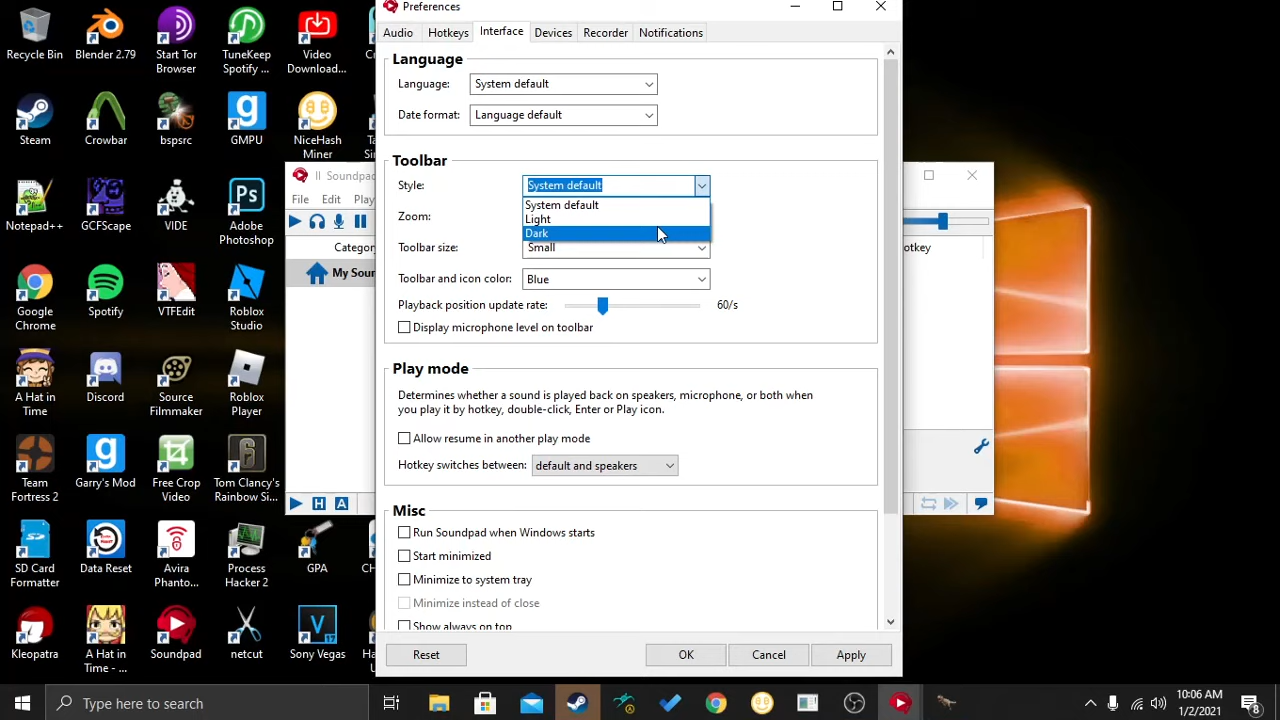 Preferences
Audio
Hotkeys
Interface
Devices
Recorder
Notifications
Language
Language:
System default
Date format:
Language default
Toolbar
Style:
System default
System default
Light
Dark
Zoom:
Toolbar size:
Small
Toolbar and icon color:
Blue
Playback position update rate:
60/s
Display microphone level on toolbar
Play mode
Determines whether a sound is played back on speakers, microphone, or both when
you play it by hotkey, double-click, Enter or Play icon.
Allow resume in another play mode
Hotkey switches between:
default and speakers
Misc
Run Soundpad when Windows starts
Start minimized
Minimize to system tray
Minimize instead of close
Show always on top
Reset
OK
Cancel
Apply
II Soundpad
File
Edit
Play
Categor
My Sour
otkey
H
A
Recycle Bin
Blender 2.79
Start Tor
Browser
TuneKeep
Spotify ...
Video
Download...
Steam
Crowbar
bspsrc
GMPU
NiceHash
Miner
Notepad++
GCFScape
VIDE
Adobe
Photoshop
Google
Chrome
Spotify
VTFEdit
Roblox
Studio
A Hat in
Time
Discord
Source
Filmmaker
Roblox
Player
Team
Fortress 2
Garry's Mod
Free Crop
Video
Tom Clancy's
Rainbow Si...
SD Card
Formatter
Data Reset
Avira
Phanto...
Process
Hacker 2
GPA
Kleopatra
A Hat in
Time - ...
Soundpad
netcut
Sony Vegas
Type here to search
10:06 AM
1/2/2021
8